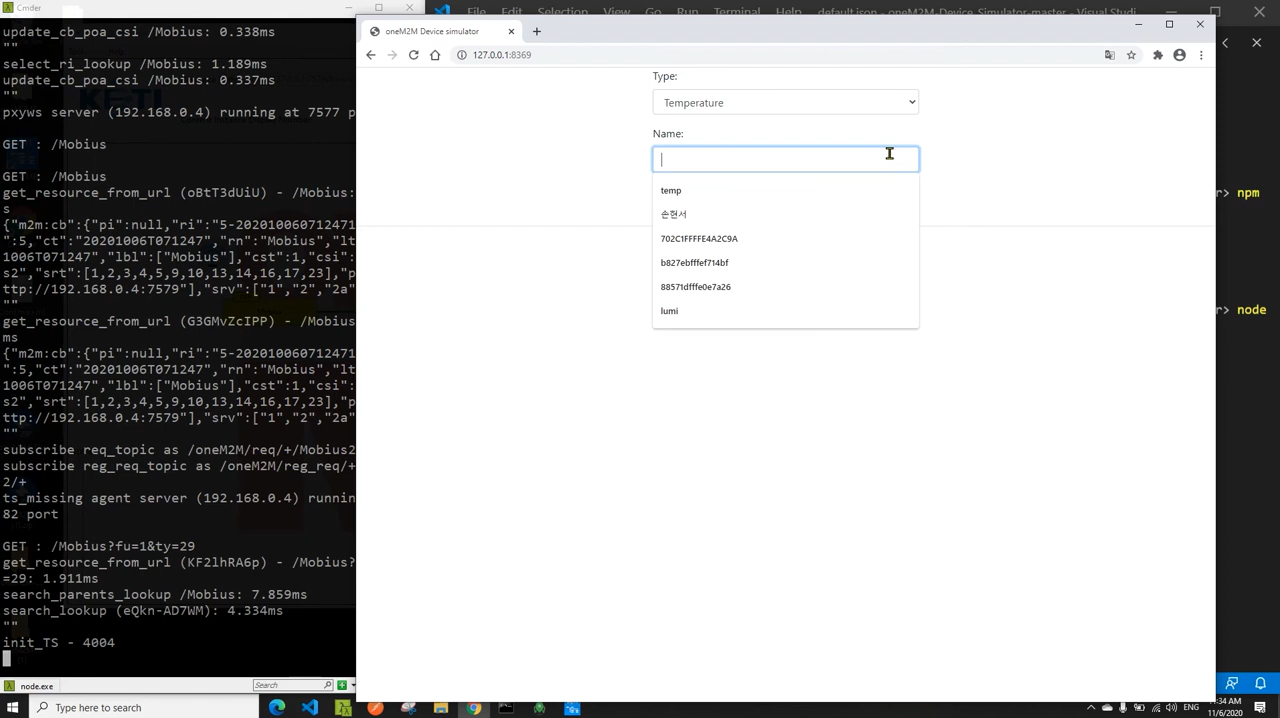 Cmder
update_cb_poa_csi /Mobius: 0.338ms
""
select_ri_lookup /Mobius: 1.189ms
update_cb_poa_csi /Mobius: 0.337ms
""
pxyws server (192.168.0.4) running at 7577 p
GET : /Mobius
GET : /Mobius
get_resource_from_url (oBtT3dUiU) - /Mobius
s
{"m2m:cb":{"pi":null,"ri":"5-20201006071247
":5,"ct":"20201006T071247","rn":"Mobius","lt
1006T071247","lbl":["Mobius"],"cst":1,"csi":
s2","srt":[1,2,3,4,5,9,10,13,14,16,17,23],"p
ttp://192.168.0.4:7579"],"srv":["1","2","2a"
""
get_resource_from_url (G3GMvZcIPP) - /Mobius
ms
{"m2m:cb":{"pi":null,"ri":"5-20201006071247
":5,"ct":"20201006T071247","rn":"Mobius","lt
1006T071247","lbl":["Mobius"],"cst":1,"csi":
s2","srt":[1,2,3,4,5,9,10,13,14,16,17,23],"p
ttp://192.168.0.4:7579"],"srv":["1","2","2a"
""
subscribe req_topic as /oneM2M/req/+/Mobius2
subscribe reg_req_topic as /oneM2M/reg_req/+
2/+
ts_missing agent server (192.168.0.4) running
82 port
GET : /Mobius?fu=1&ty=29
get_resource_from_url (KF2lhRA6p) - /Mobius?
=29: 1.911ms
search_parents_lookup /Mobius: 7.859ms
search_lookup (eQkn-AD7WM): 4.334ms
""
init_TS - 4004
node.exe
Search
oneM2M Device simulator
127.0.0.1:8369
Type:
Temperature
Name:
temp
손현서
702C1FFFFE4A2C9A
b827ebfffef714bf
88571dfffe0e7a26
lumi
r> npm
r> node
Type here to search
ENG
11/6/2020